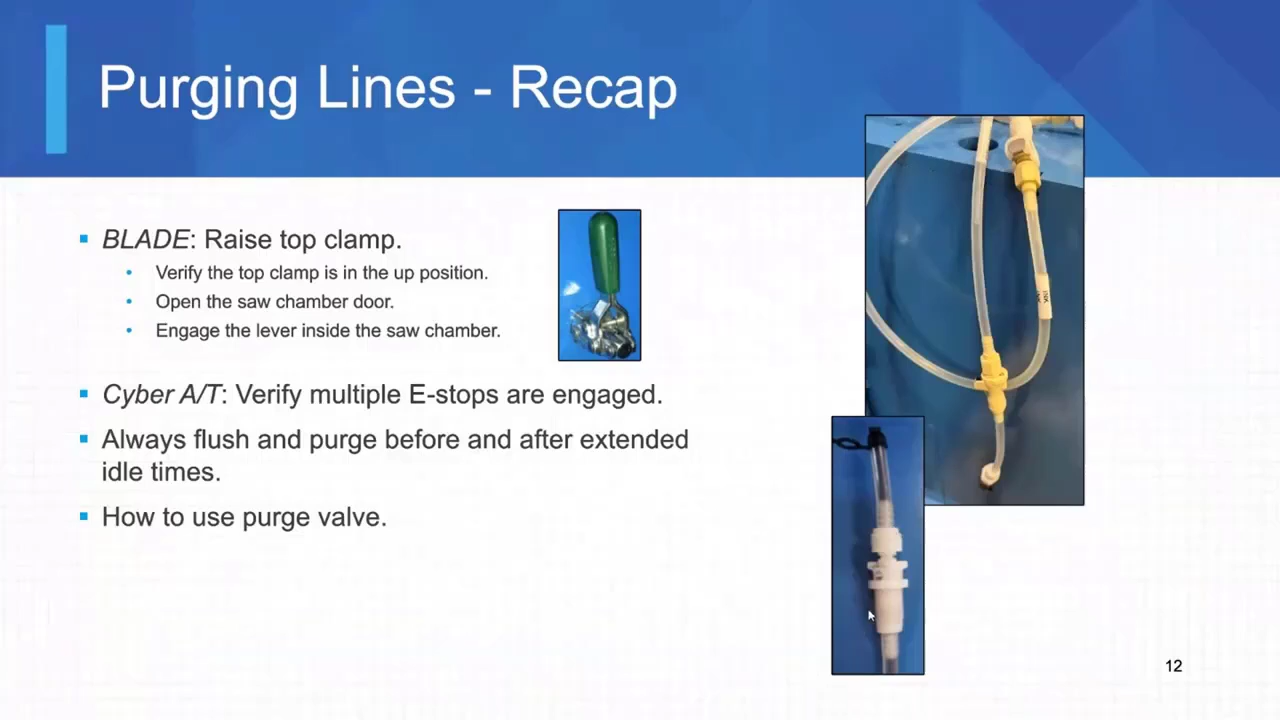 Purging Lines - Recap
BLADE: Raise top clamp.
Verify the top clamp is in the up position.
Open the saw chamber door.
Engage the lever inside the saw chamber.
Cyber A/T: Verify multiple E-stops are engaged.
Always flush and purge before and after extended
idle times.
How to use purge valve.
12